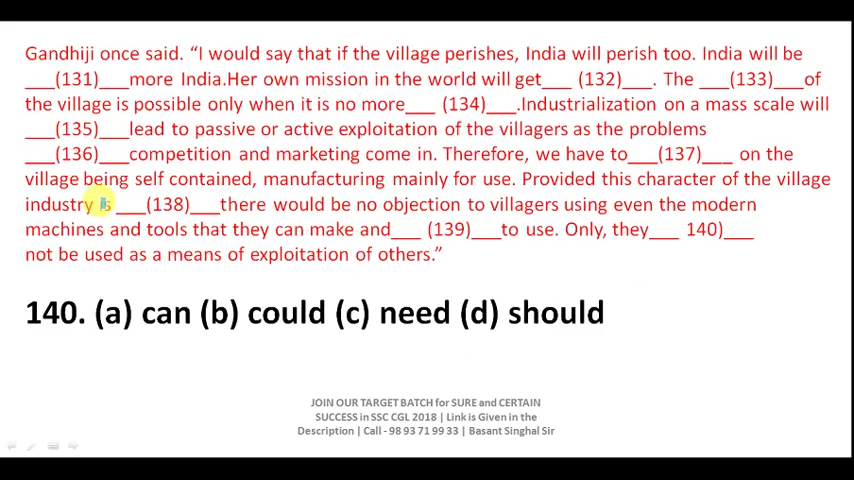 Gandhiji once said. “I would say that if the village perishes, India will perish too. India will be
___(131)___more India.Her own mission in the world will get___ (132)___. The ___(133)___of
the village is possible only when it is no more___ (134)___.Industrialization on a mass scale will
___(135)___lead to passive or active exploitation of the villagers as the problems
___(136)___competition and marketing come in. Therefore, we have to___(137)___ on the
village being self contained, manufacturing mainly for use. Provided this character of the village
industry is ___(138)___there would be no objection to villagers using even the modern
machines and tools that they can make and___ (139)___to use. Only, they___ 140)___
not be used as a means of exploitation of others.”
140. (a) can (b) could (c) need (d) should
JOIN OUR TARGET BATCH for SURE and CERTAIN
SUCCESS in SSC CGL 2018 | Link is Given in the
Description | Call - 98 93 71 99 33 | Basant Singhal Sir